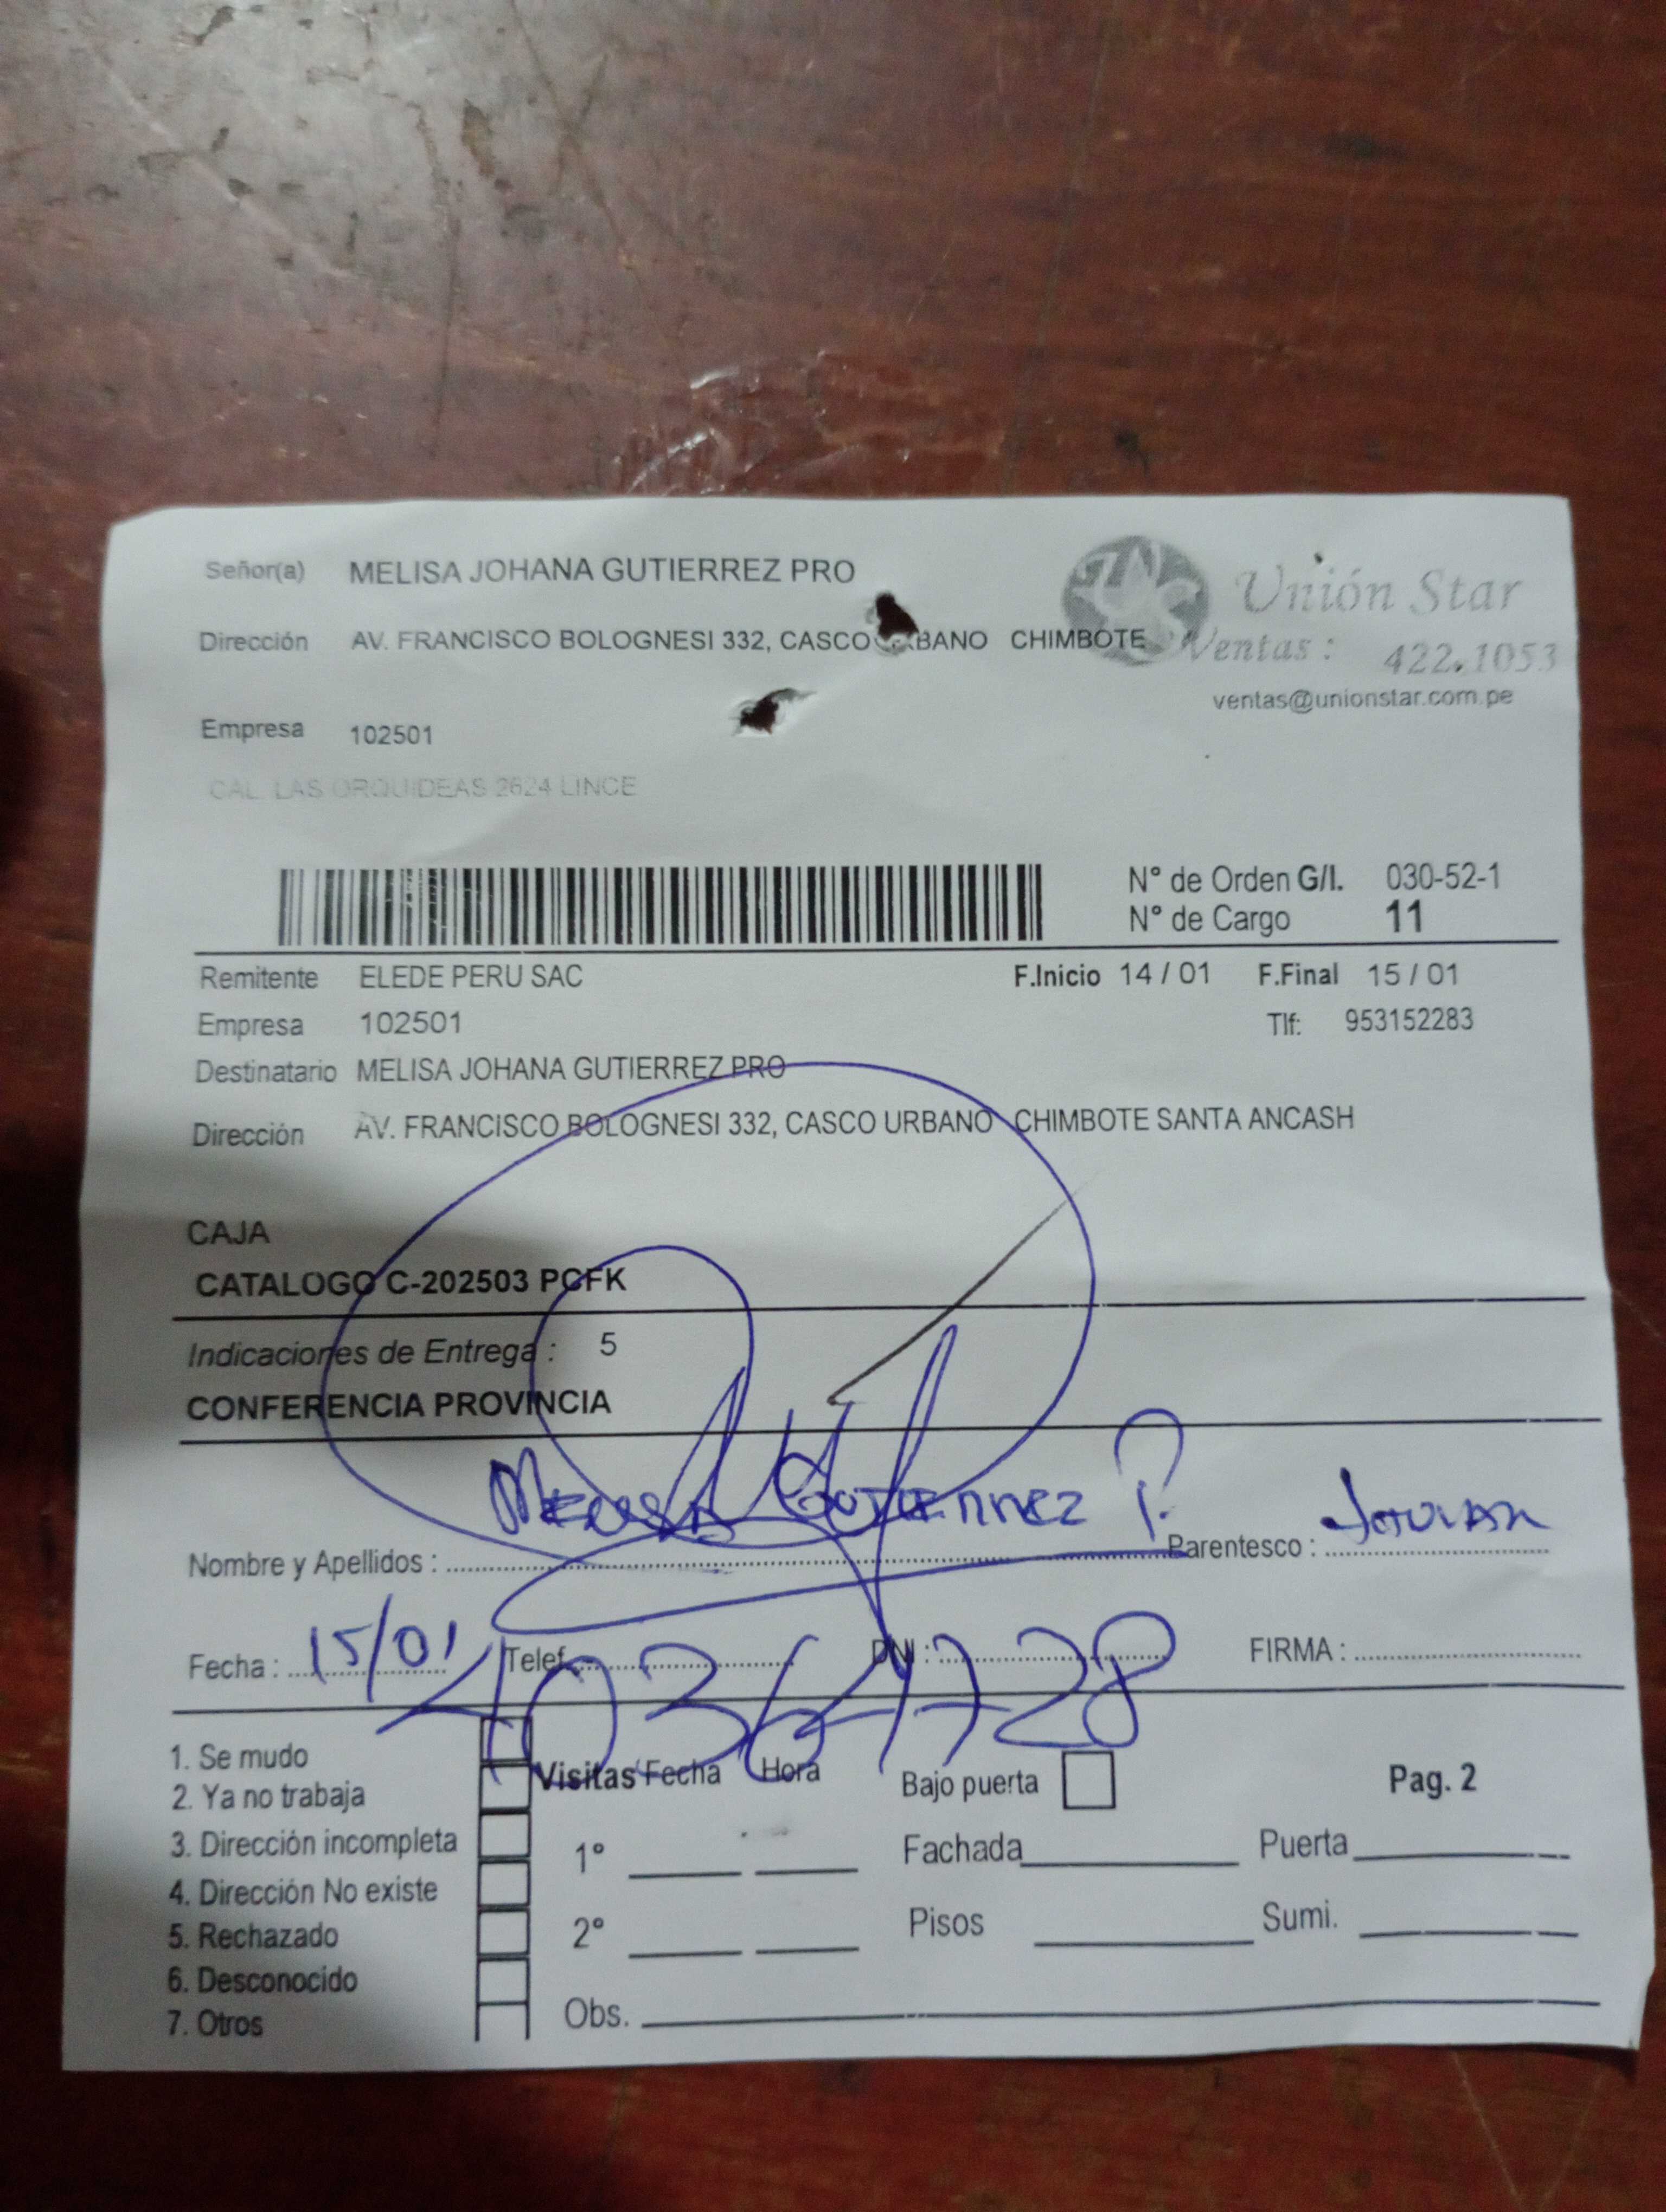 Señor(a) MELISA JOHANA GUTIERREZ PRO
Unión Star
Dirección AV. FRANCISCO BOLOGNESI 332, CASCO BANO CHIMBOTE
Ventas : 422.1053
ventas@unionstar.com.pe
Empresa 102501
CAL. LAS ORQUIDEAS 2624 LINCE
N° de Orden G/I. 030-52-1
N° de Cargo 11
Remitente ELEDE PERU SAC F.Inicio 14 / 01 F.Final 15 / 01
Empresa 102501 Tlf: 953152283
Destinatario MELISA JOHANA GUTIERREZ PRO
Dirección AV. FRANCISCO BOLOGNESI 332, CASCO URBANO CHIMBOTE SANTA ANCASH
CAJA
CATALOGO C-202503 PCFK
Indicaciones de Entrega : 5
CONFERENCIA PROVINCIA
Nombre y Apellidos : Melisa Gutierrez P. Parentesco :
Fecha : 15/01 Telef.: DNI : 40364728 FIRMA :
1. Se mudo
2. Ya no trabaja
3. Dirección incompleta
4. Dirección No existe
5. Rechazado
6. Desconocido
7. Otros
Visitas Fecha Hora
1°
2°
Obs.
Bajo puerta
Pag. 2
Fachada Puerta
Pisos Sumi.